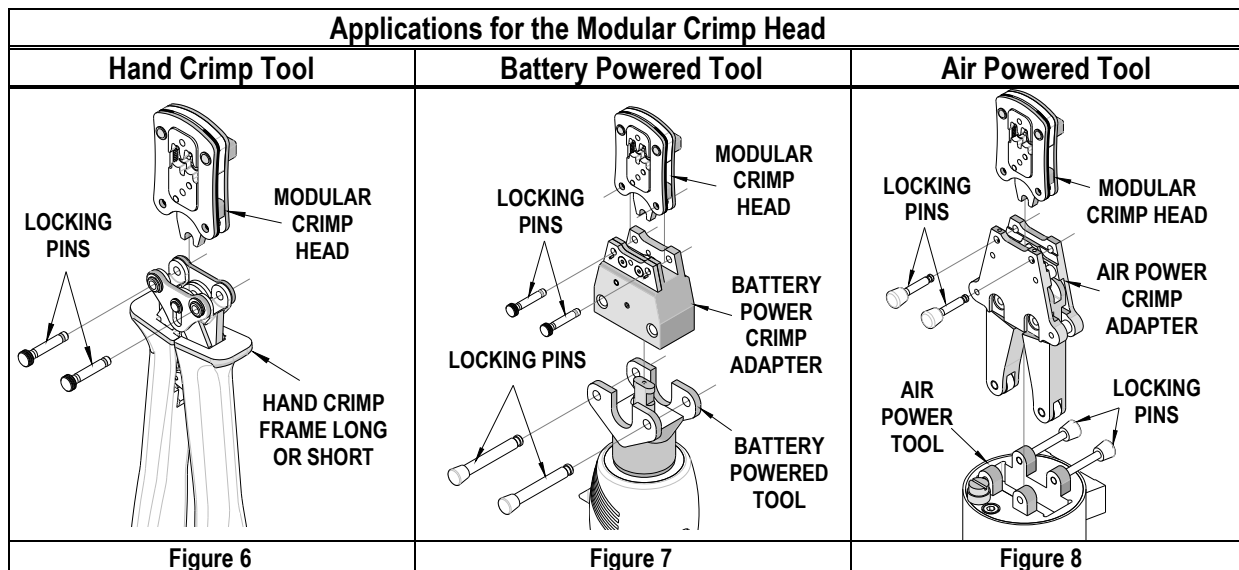 Applications for the Modular Crimp Head
Hand Crimp Tool
Battery Powered Tool
Air Powered Tool
LOCKING
PINS
MODULAR
CRIMP
HEAD
HAND CRIMP
FRAME LONG
OR SHORT
LOCKING
PINS
MODULAR
CRIMP
HEAD
BATTERY
POWER
CRIMP
ADAPTER
LOCKING PINS
BATTERY
POWERED
TOOL
LOCKING
PINS
MODULAR
CRIMP HEAD
AIR POWER
CRIMP
ADAPTER
AIR
POWER
TOOL
LOCKING
PINS
Figure 6
Figure 7
Figure 8